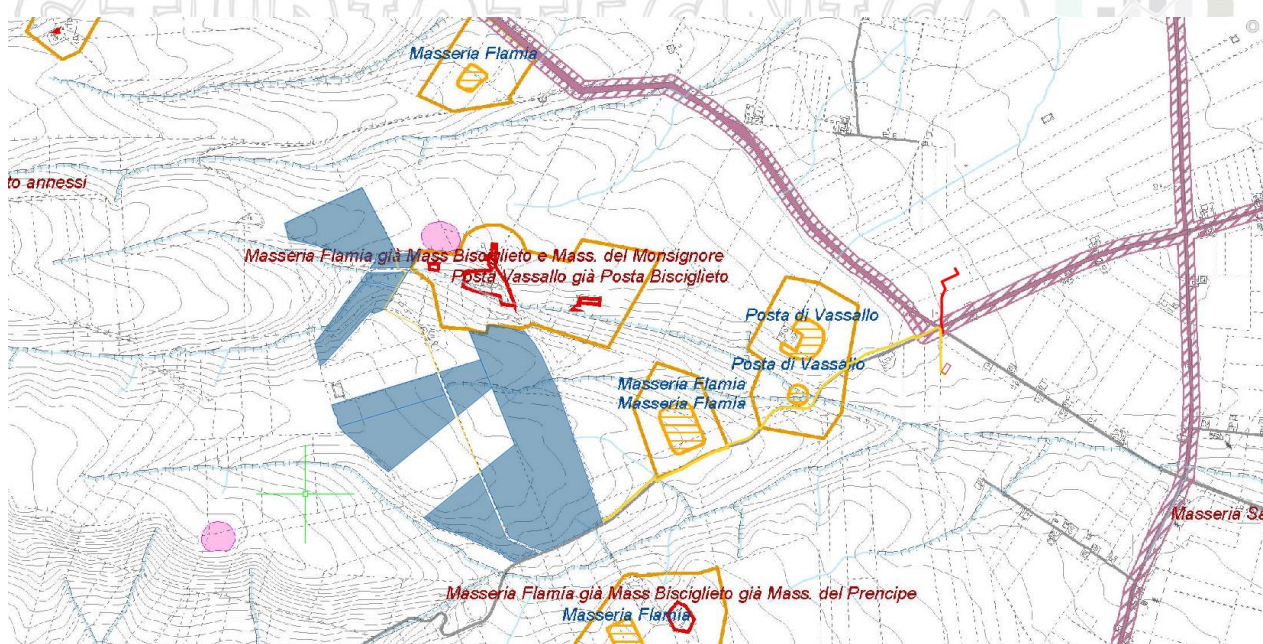 Masseria Flamia
to annessi
Masseria Flamia già Mass Bisciglieto e Mass. del Monsignore
Posta Vassallo già Posta Bisciglieto
Posta di Vassallo
Posta di Vassallo
Masseria Flamia
Masseria Flamia
Masseria Sa
Masseria Flamia già Mass Bisciglieto già Mass. del Prencipe
Masseria Flamia